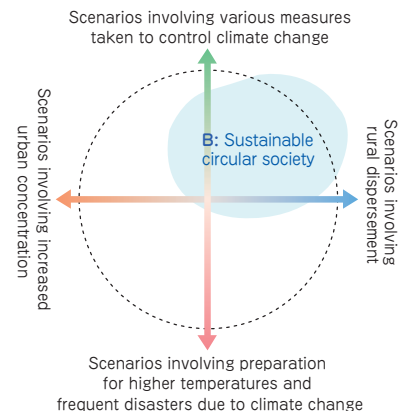 Scenarios involving various measures
taken to control climate change
Scenarios involving increased
urban concentration
B: Sustainable
circular society
Scenarios involving
rural dispersement
Scenarios involving preparation
for higher temperatures and
frequent disasters due to climate change